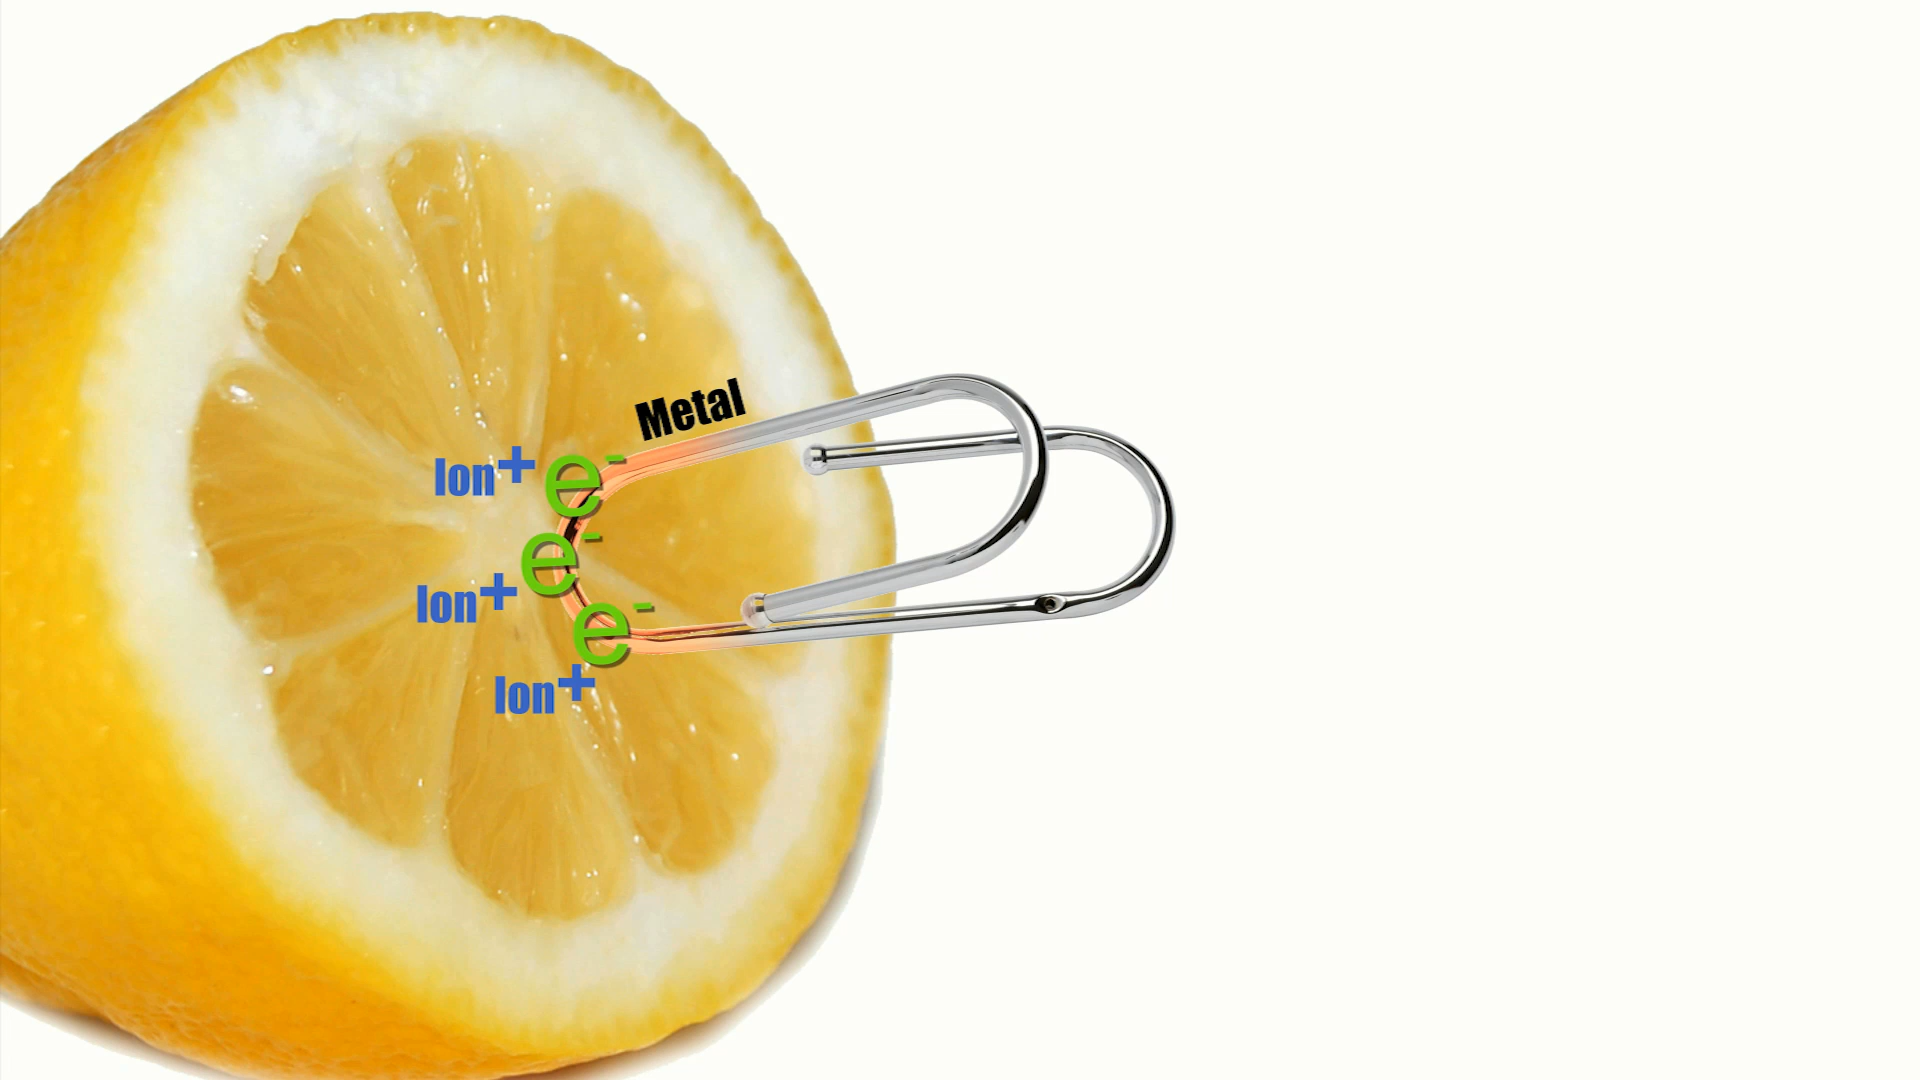 Metal
Ion+ e-
e-
Ion+
e-
Ion+